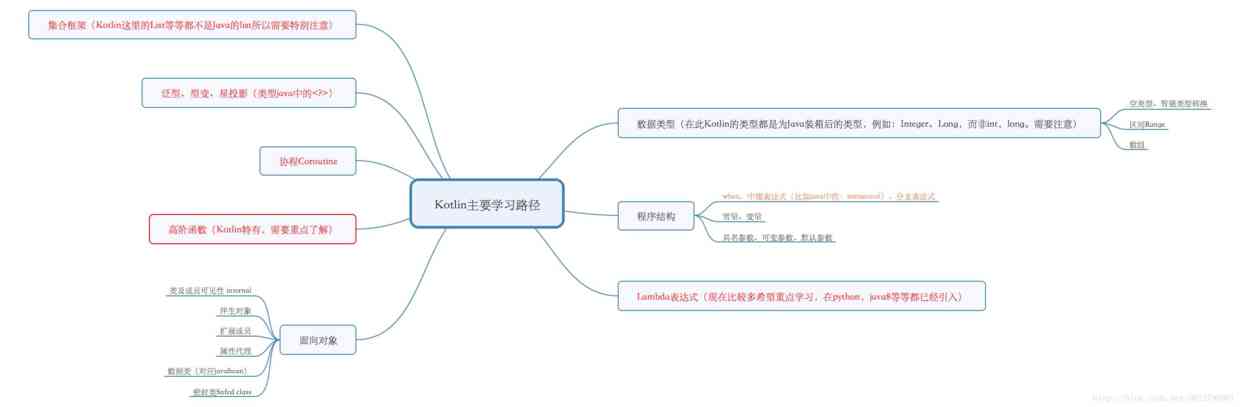 Kotlin主要学习路径
数据类型（在此Kotlin的类型都是为Java装箱后的类型，例如：Integer，Long，而非int，long。需要注意）
空类型，智能类型转换
区间Range
数组
程序结构
when，中缀表达式（比如java中的：instanceof），分支表达式
常量，变量
具名参数，可变参数，默认参数
Lambda表达式（现在比较多希望重点学习，在python，java8等等都已经引入）
集合框架（Kotlin这里的List等等都不是Java的list所以需要特别注意）
泛型、型变、星投影（类型java中的<?>）
协程Coroutine
高阶函数（Kotlin特有，需要重点了解）
面向对象
类及成员可见性 internal
伴生对象
扩展成员
属性代理
数据类（对应javabean）
密封类Saled class